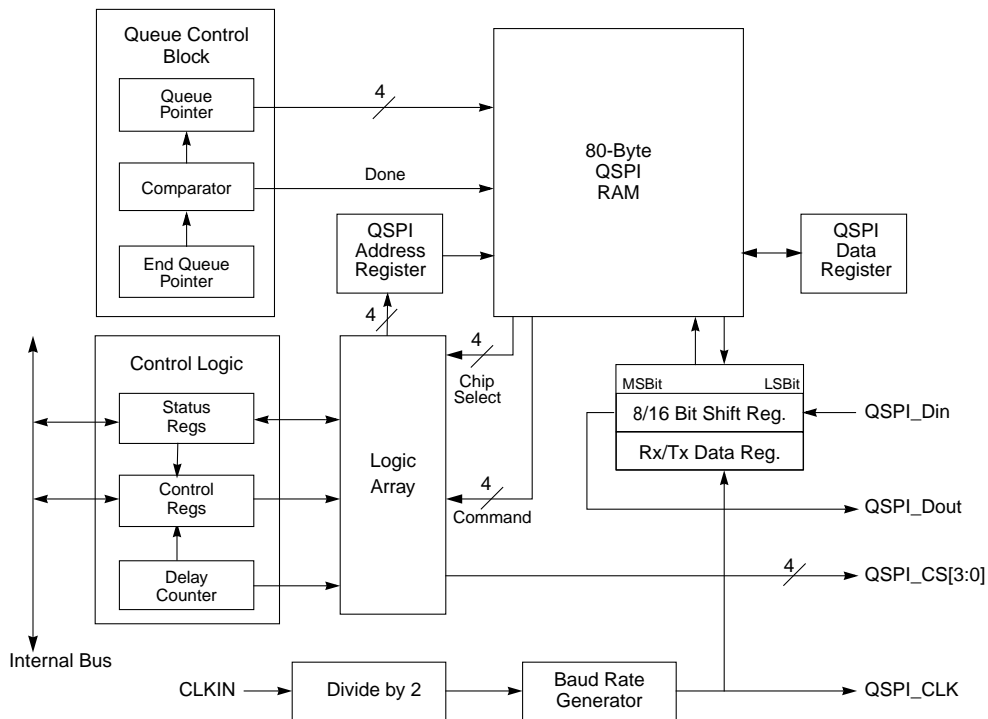 Queue Control
Block
Queue
Pointer
4
Comparator
Done
End Queue
Pointer
80-Byte
QSPI
RAM
QSPI
Address
Register
QSPI
Data
Register
4
Control Logic
Status
Regs
Control
Regs
Delay
Counter
Internal Bus
Logic
Array
4
Chip
Select
4
Command
MSBit
LSBit
8/16 Bit Shift Reg.
Rx/Tx Data Reg.
QSPI_Din
QSPI_Dout
4
QSPI_CS[3:0]
CLKIN
Divide by 2
Baud Rate
Generator
QSPI_CLK